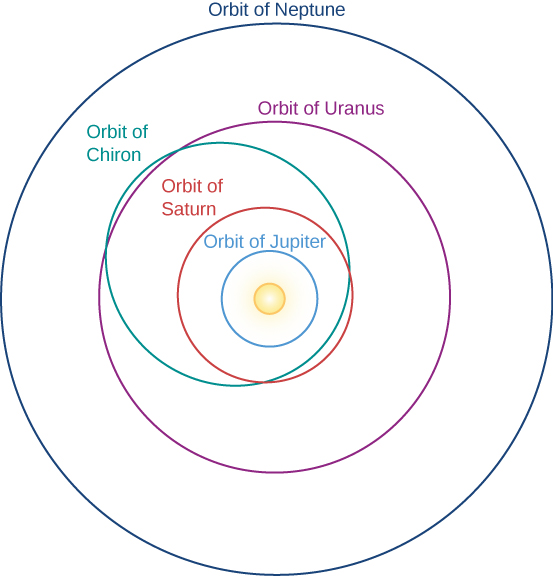 Orbit of Neptune
Orbit of Uranus
Orbit of
Chiron
Orbit of
Saturn
Orbit of Jupiter